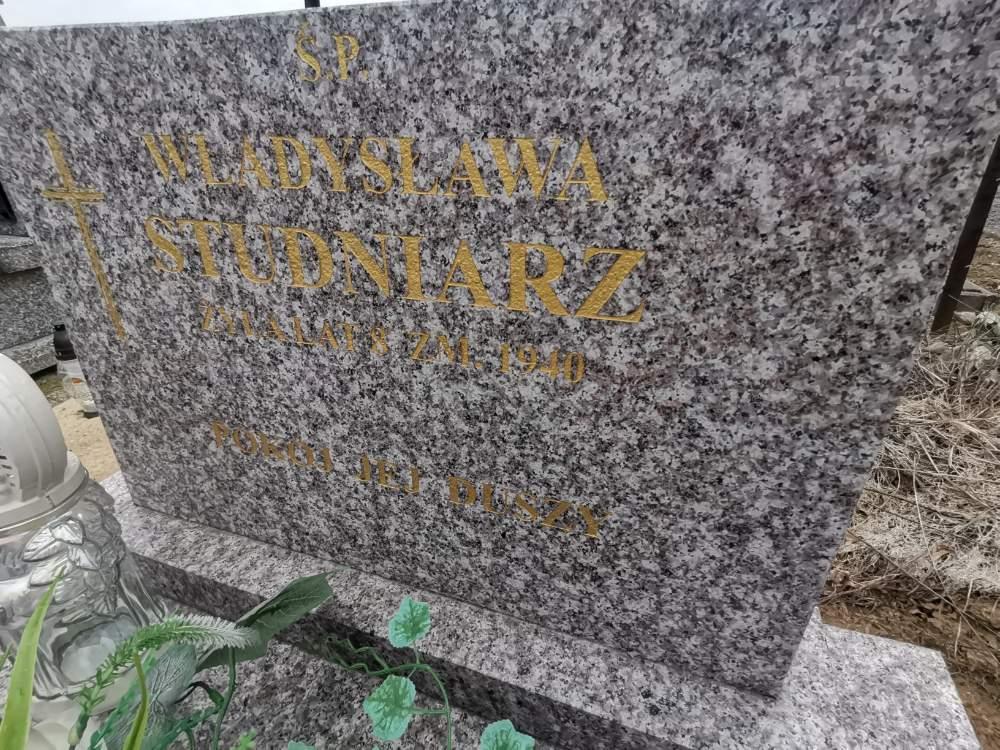 Ś.P.
WŁADYSŁAWA
STUDNIARZ
ŻYŁA LAT 8 ZM. 1940
POKÓJ JEJ DUSZY